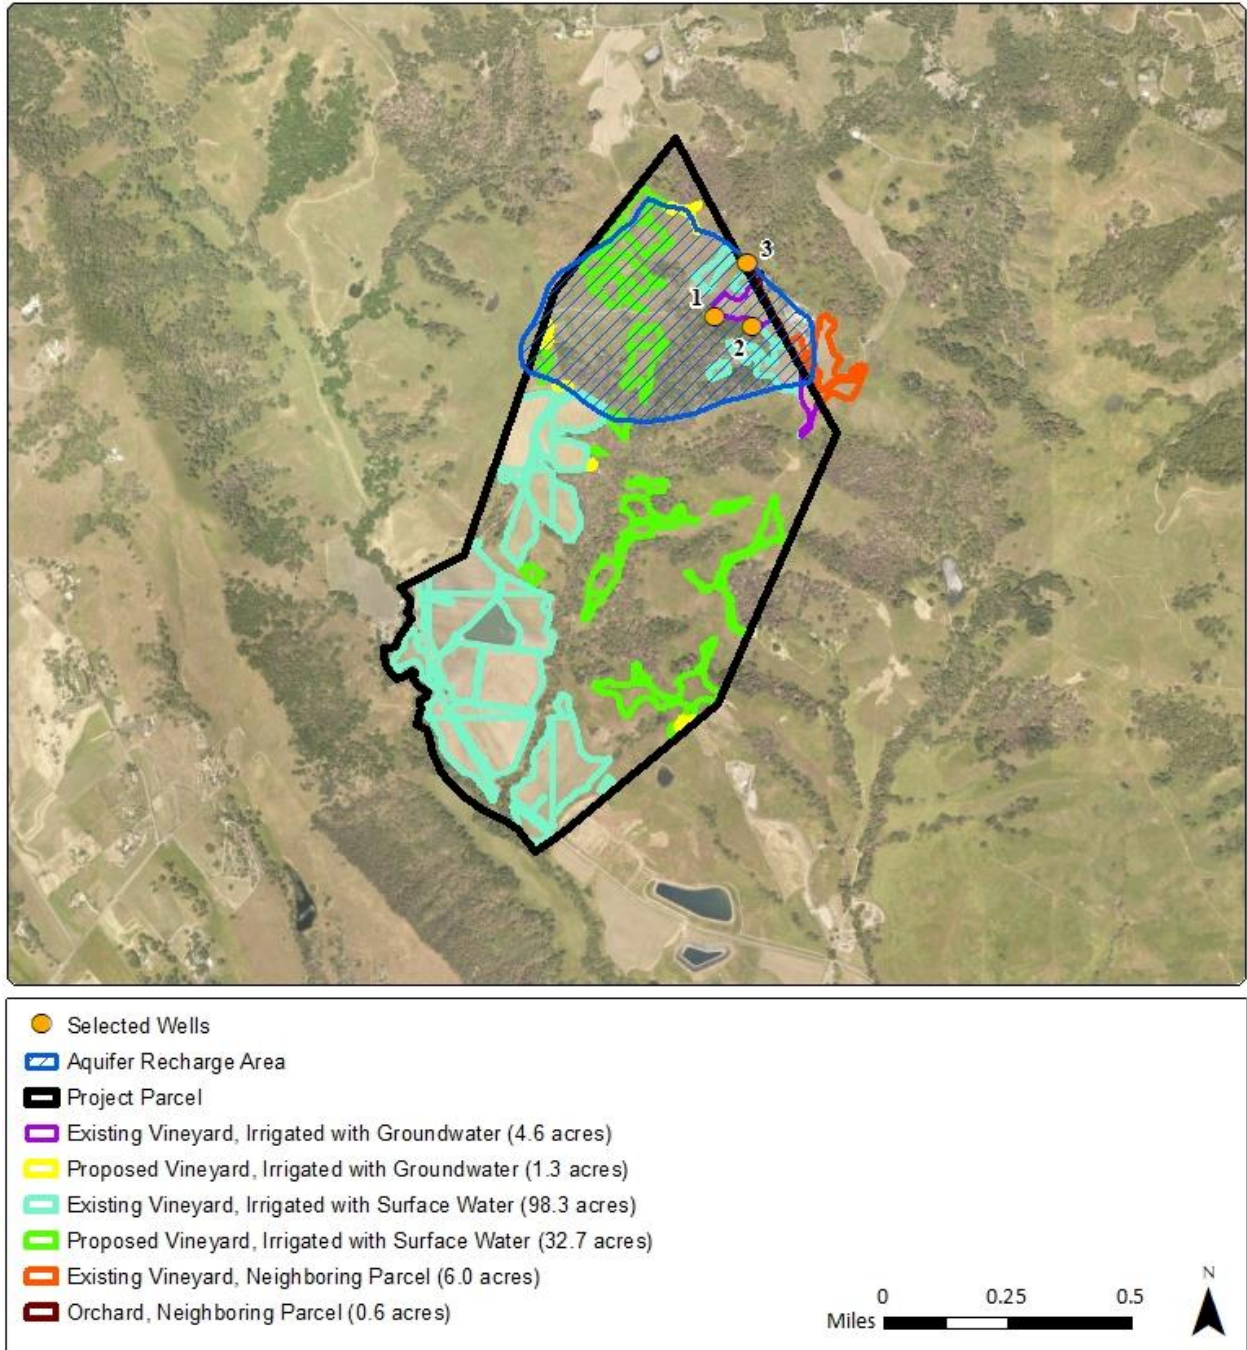 3
1
2
Selected Wells
Aquifer Recharge Area
Project Parcel
Existing Vineyard, Irrigated with Groundwater (4.6 acres)
Proposed Vineyard, Irrigated with Groundwater (1.3 acres)
Existing Vineyard, Irrigated with Surface Water (98.3 acres)
Proposed Vineyard, Irrigated with Surface Water (32.7 acres)
Existing Vineyard, Neighboring Parcel (6.0 acres)
Orchard, Neighboring Parcel (0.6 acres)
0 0.25 0.5
Miles
N